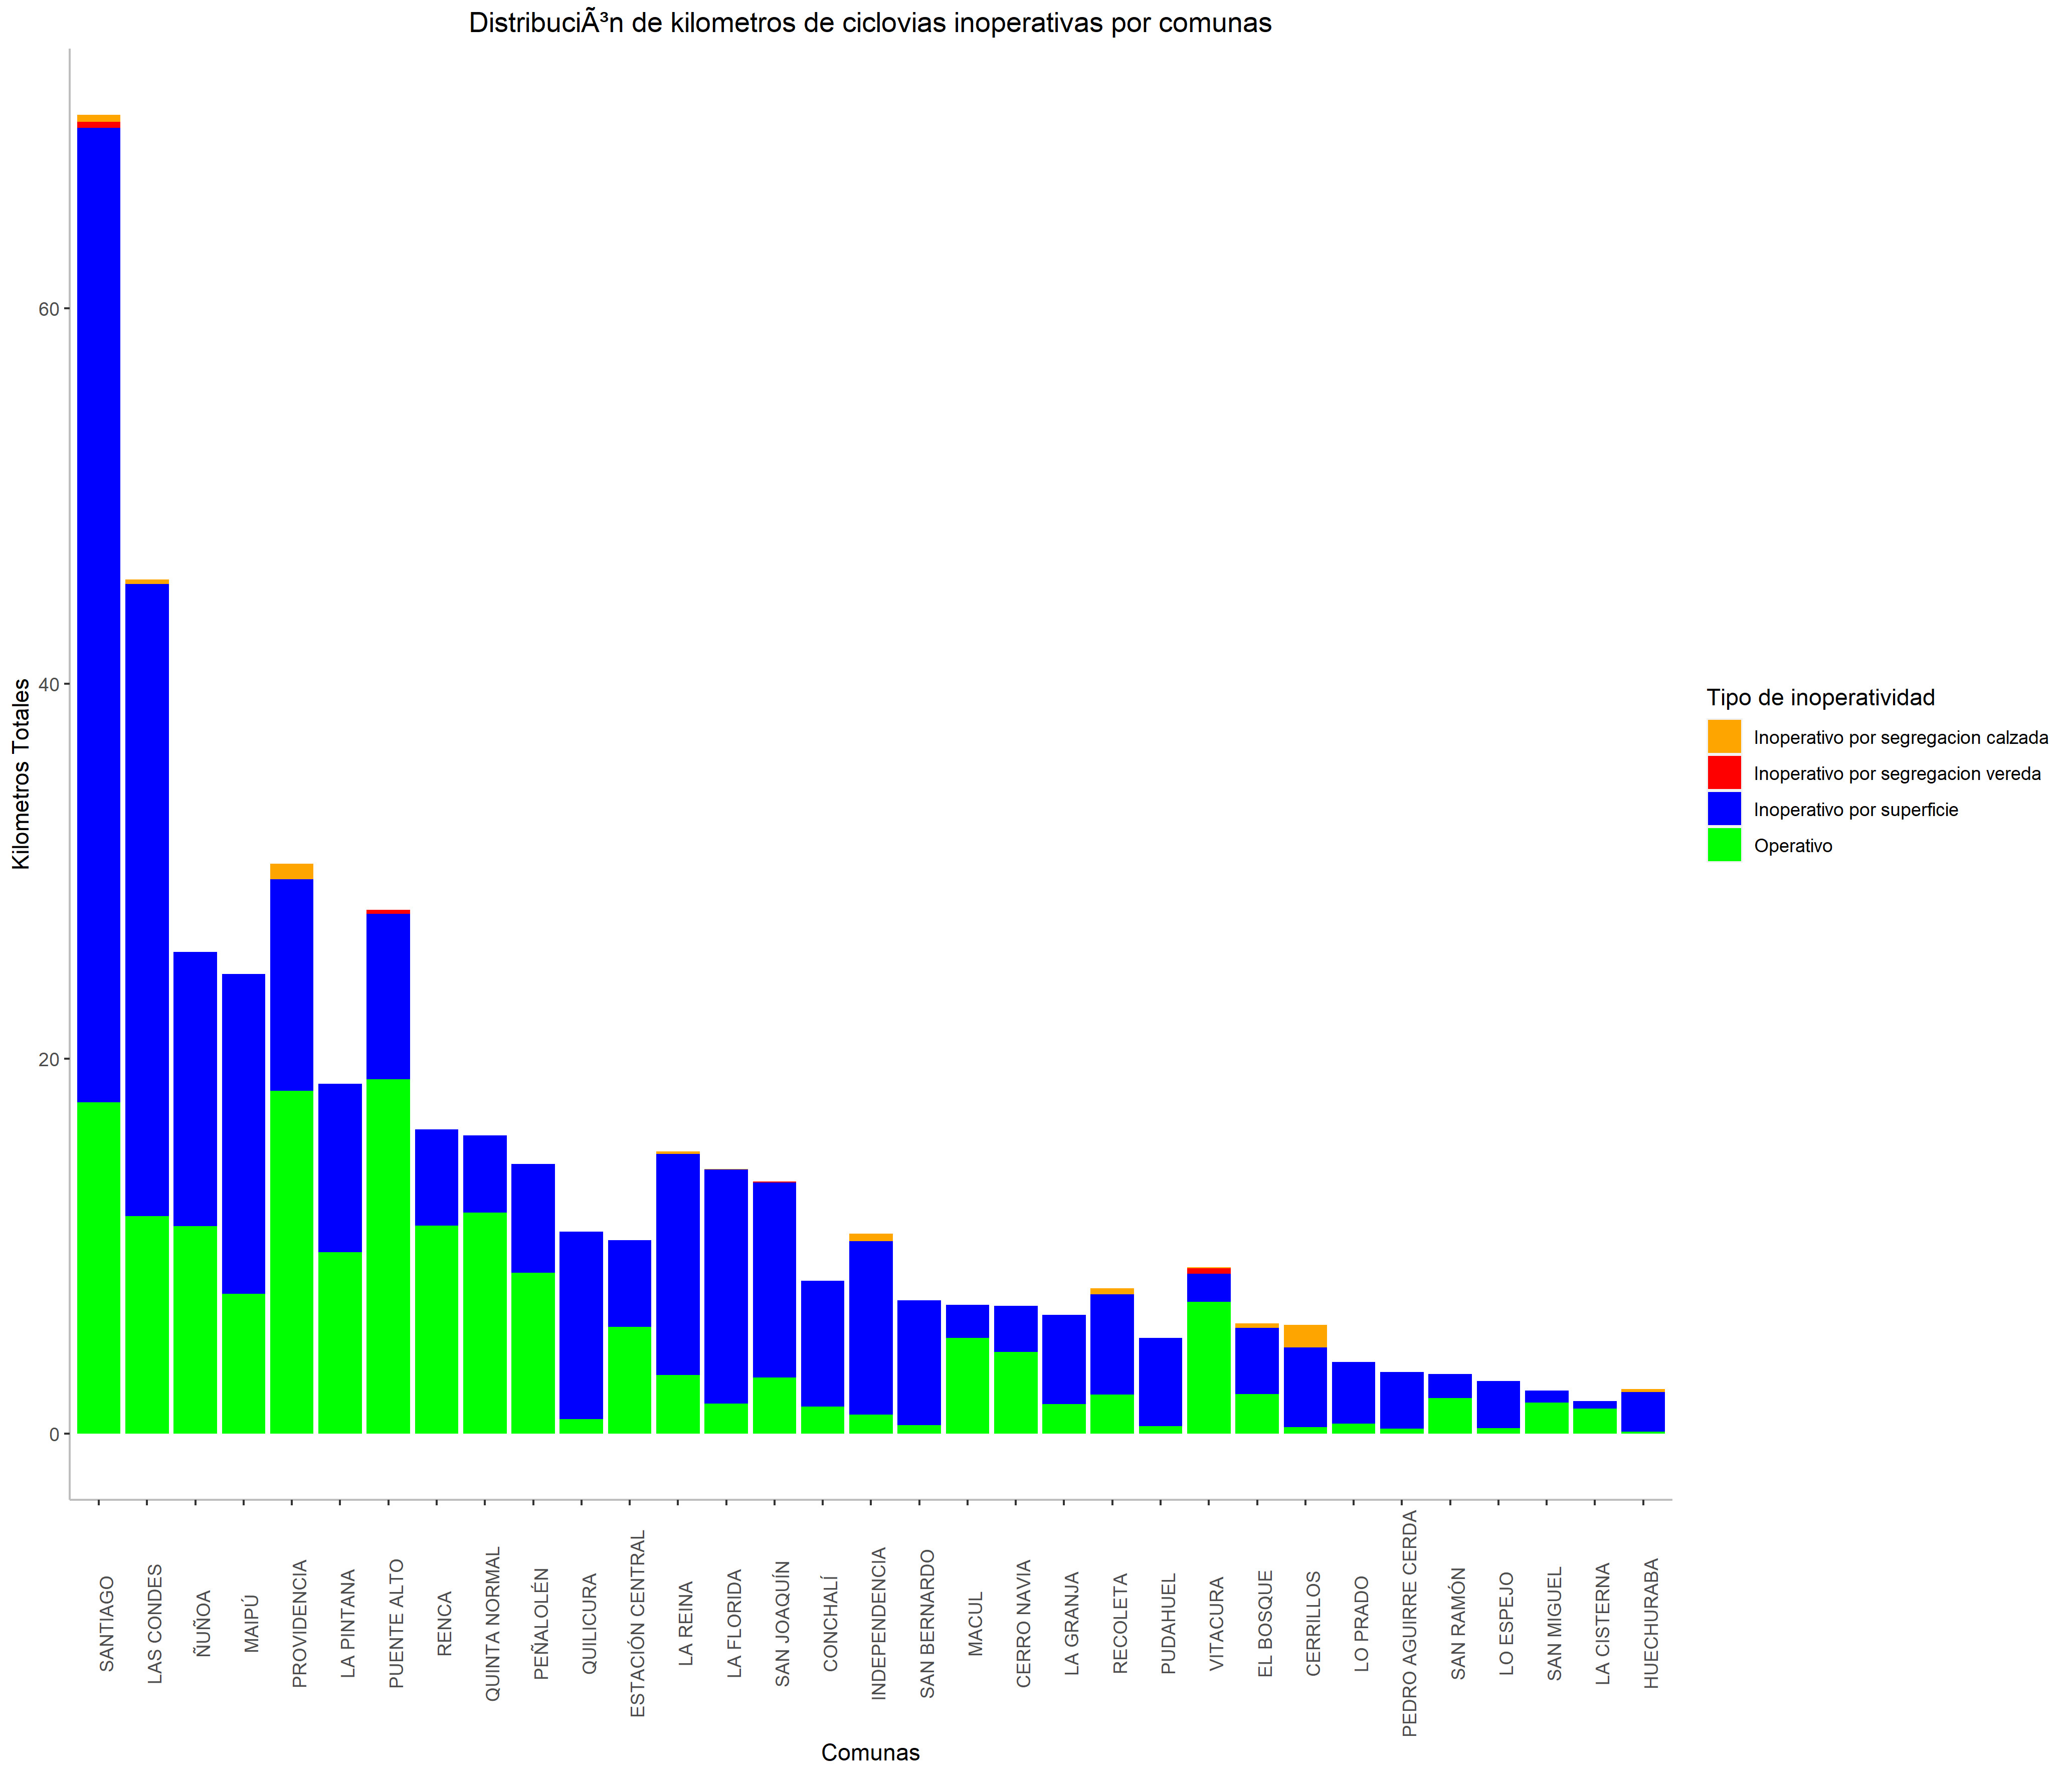 DistribuciÃ³n de kilometros de ciclovias inoperativas por comunas
Kilometros Totales
60
40
20
0
SANTIAGO
LAS CONDES
ÑUÑOA
MAIPÚ
PROVIDENCIA
LA PINTANA
PUENTE ALTO
RENCA
QUINTA NORMAL
PEÑALOLÉN
QUILICURA
ESTACIÓN CENTRAL
LA REINA
LA FLORIDA
SAN JOAQUÍN
CONCHALÍ
INDEPENDENCIA
SAN BERNARDO
MACUL
CERRO NAVIA
LA GRANJA
RECOLETA
PUDAHUEL
VITACURA
EL BOSQUE
CERRILLOS
LO PRADO
PEDRO AGUIRRE CERDA
SAN RAMÓN
LO ESPEJO
SAN MIGUEL
LA CISTERNA
HUECHURABA
Comunas
Tipo de inoperatividad
Inoperativo por segregacion calzada
Inoperativo por segregacion vereda
Inoperativo por superficie
Operativo